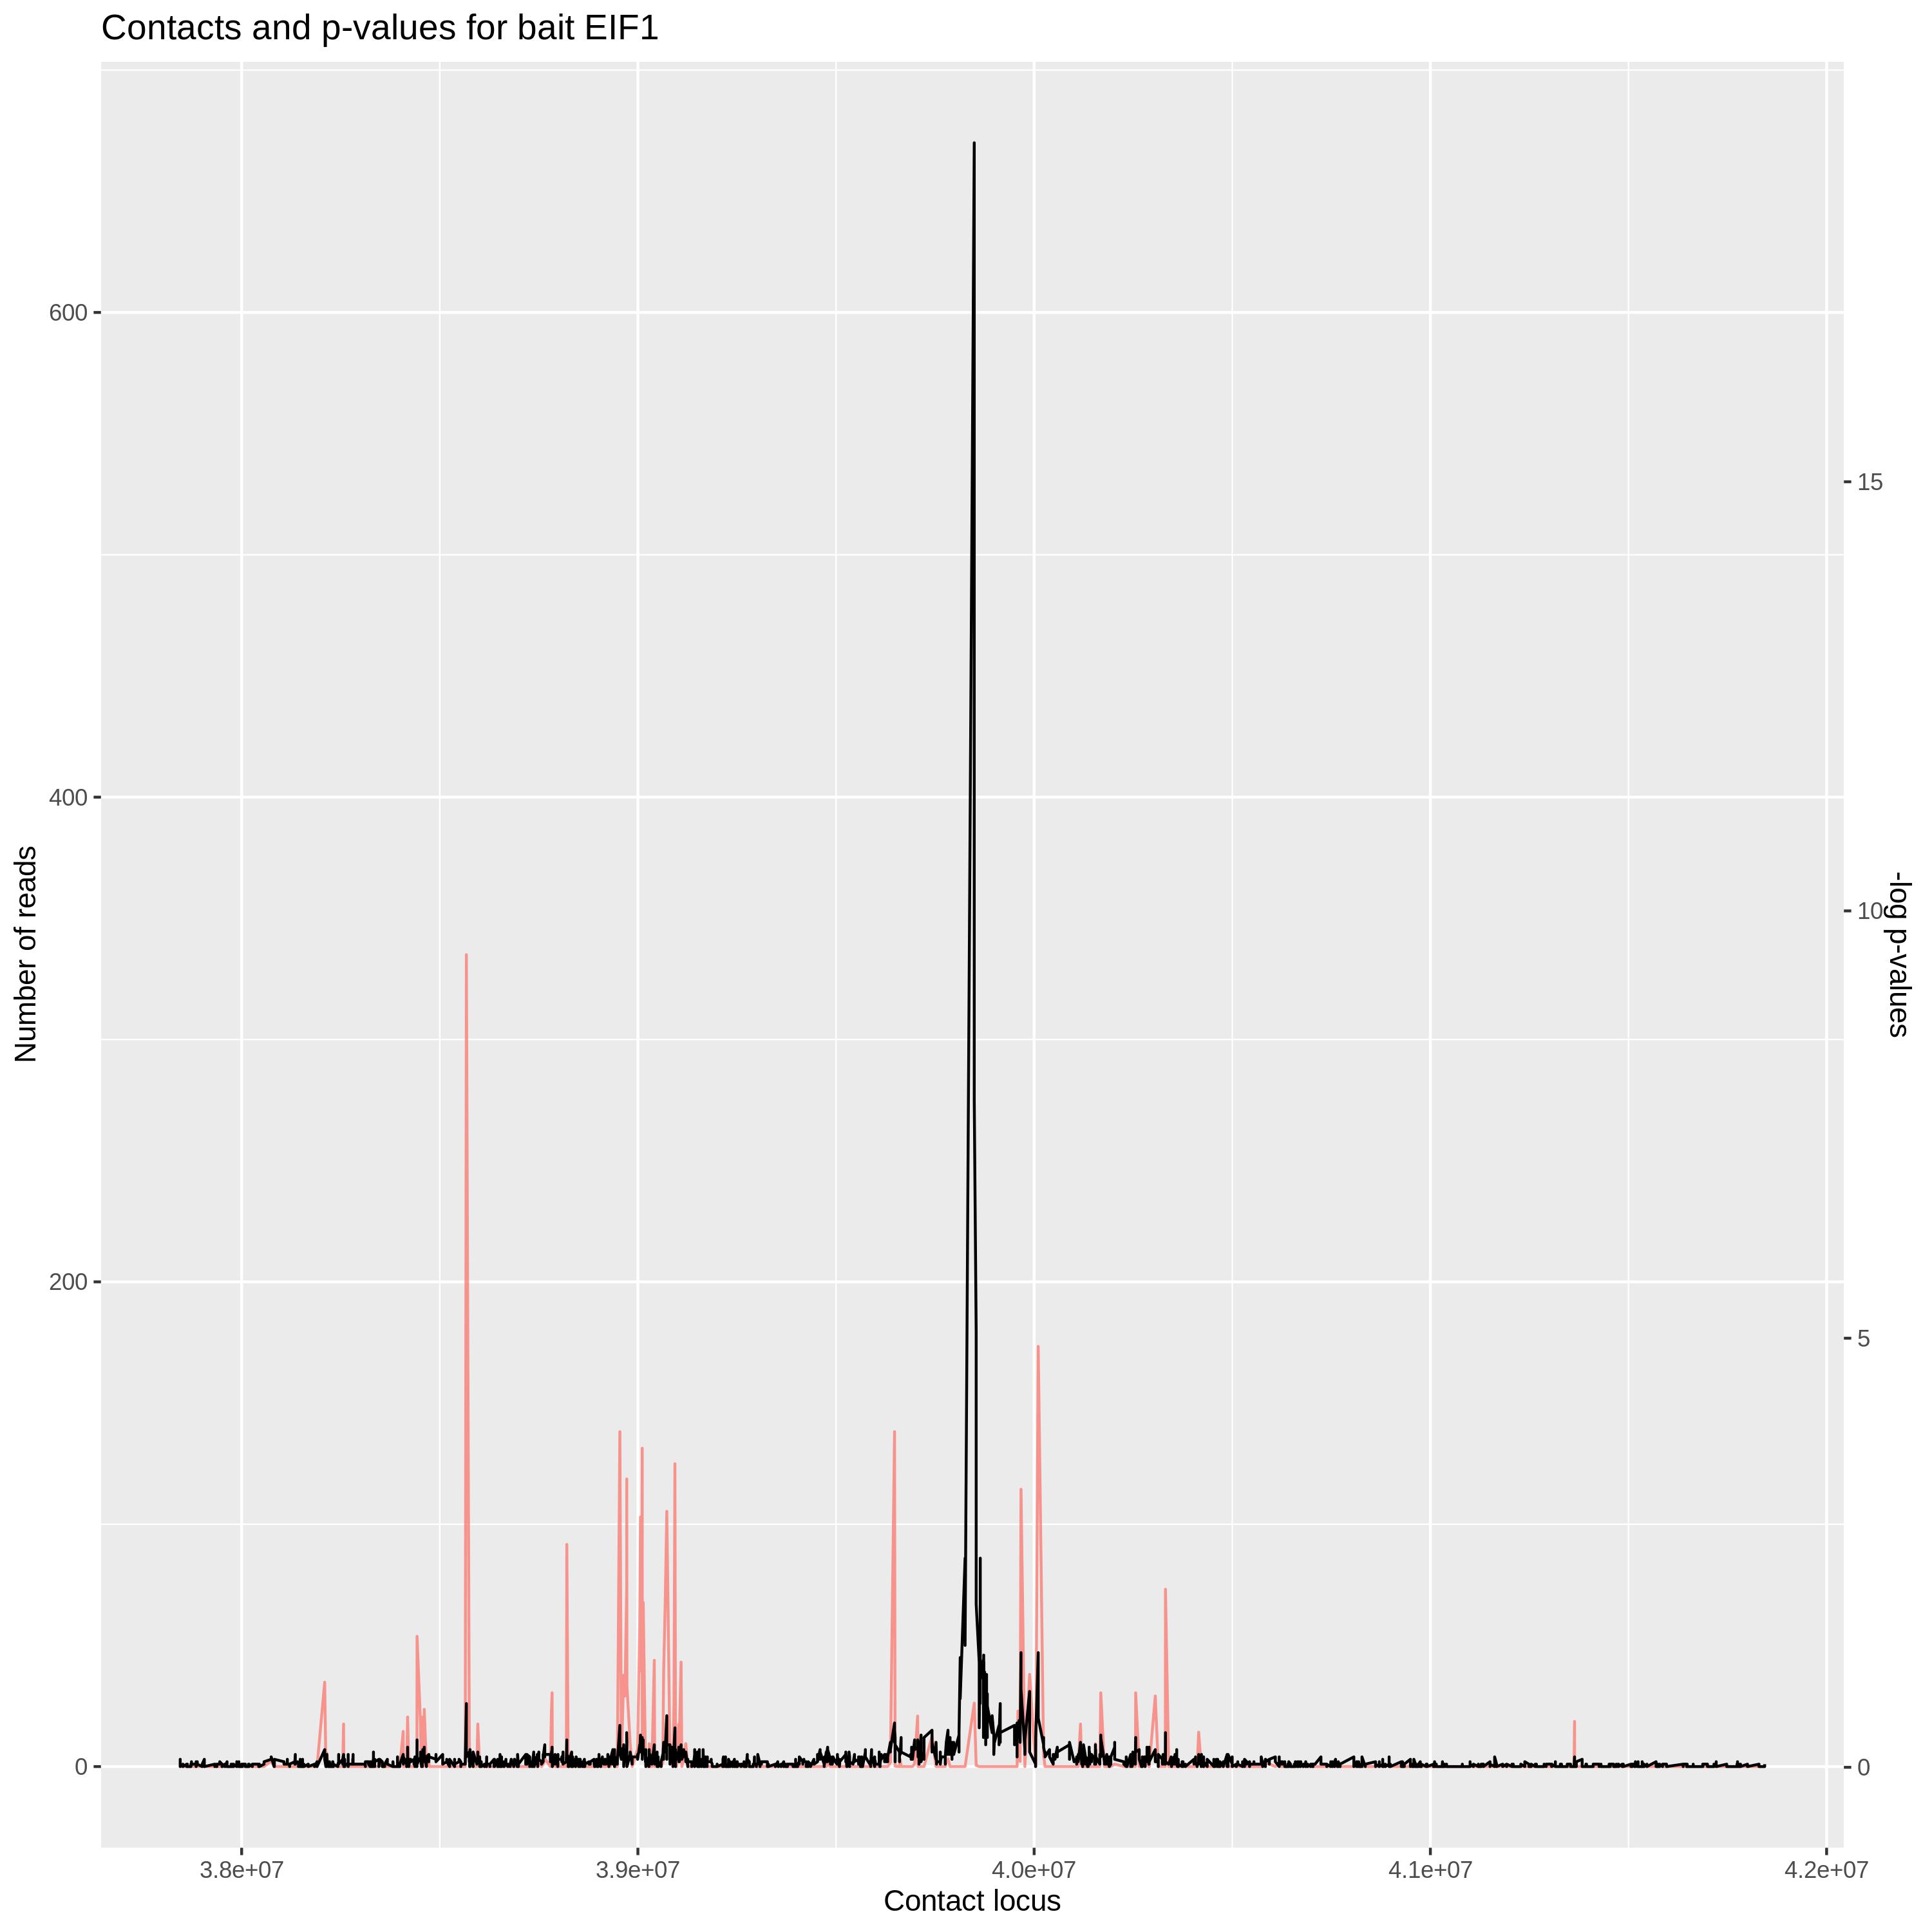 Contacts and p-values for bait EIF1
600
400
200
0
Number of reads
15
10
5
0
-log p-values
3.8e+07
3.9e+07
4.0e+07
4.1e+07
4.2e+07
Contact locus